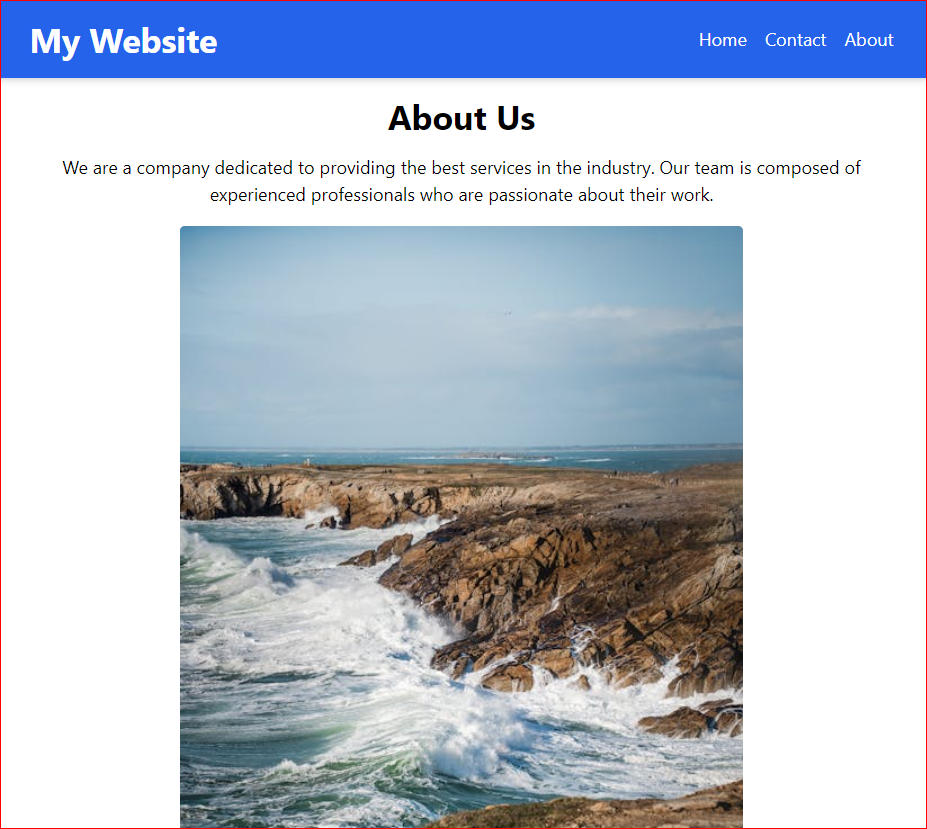 My Website
Home Contact About
About Us
We are a company dedicated to providing the best services in the industry. Our team is composed of
experienced professionals who are passionate about their work.